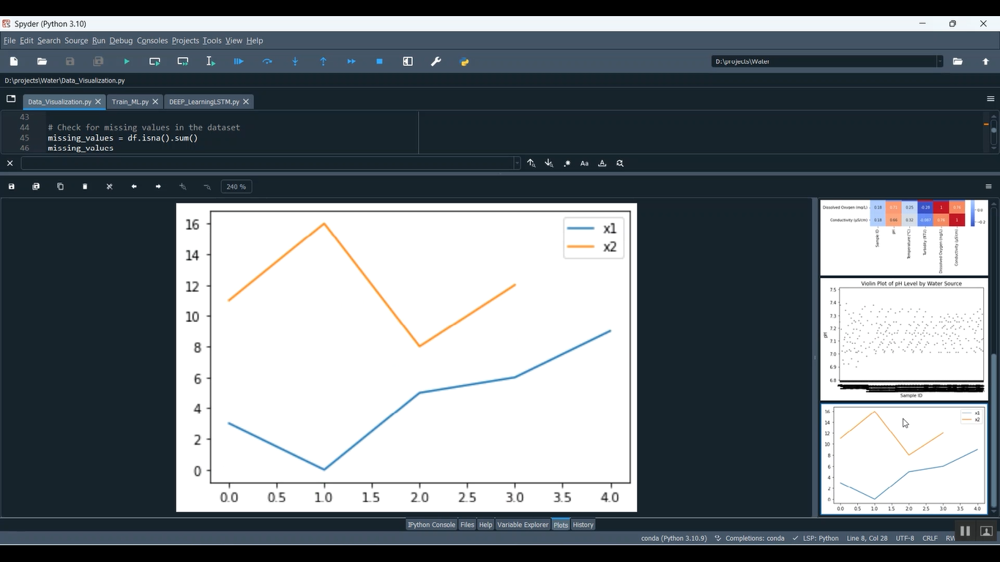 Spyder (Python 3.10)
File Edit Search Source Run Debug Consoles Projects Tools View Help
D:\projects\Water
D:\projects\Water\Data_Visualization.py
Data_Visualization.py Train_ML.py DEEP_LearningLSTM.py
43
44 # Check for missing values in the dataset
45 missing_values = df.isna().sum()
46 missing_values
Aa
240 %
16
14
12
10
8
6
4
2
0
0.0 0.5 1.0 1.5 2.0 2.5 3.0 3.5 4.0
x1
x2
Dissolved Oxygen (mg/L) 0.18 0.71 0.25 -0.28 1 0.76
Conductivity (µS/cm) 0.18 0.66 0.32 -0.087 0.76 1
0.0
-0.2
Sample ID pH Temperature (°C) Turbidity (NTU) Dissolved Oxygen (mg/L) Conductivity (µS/cm)
Violin Plot of pH Level by Water Source
7.5
7.4
7.3
7.2
7.1
7.0
6.9
6.8
pH
Sample ID
16
14
12
10
8
6
4
2
0
0.0 0.5 1.0 1.5 2.0 2.5 3.0 3.5 4.0
x1
x2
IPython Console Files Help Variable Explorer Plots History
conda (Python 3.10.9) Completions: conda LSP: Python Line 8, Col 28 UTF-8 CRLF RW